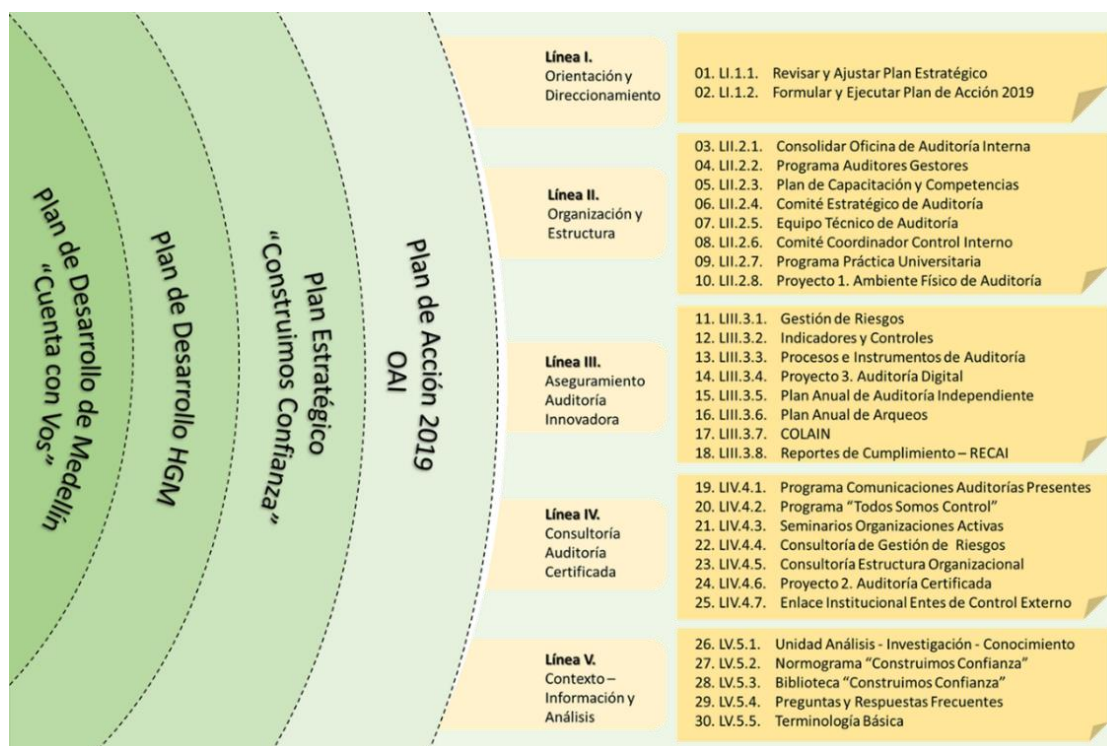 Plan de Desarrollo de Medellín
“Cuenta con Vos”
Plan de Desarrollo HGM
Plan Estratégico
“Construimos Confianza”
Plan de Acción 2019
OAI
Línea I.
Orientación y
Direccionamiento
01. LI.1.1. Revisar y Ajustar Plan Estratégico
02. LI.1.2. Formular y Ejecutar Plan de Acción 2019
Línea II.
Organización y
Estructura
03. LII.2.1. Consolidar Oficina de Auditoría Interna
04. LII.2.2. Programa Auditores Gestores
05. LII.2.3. Plan de Capacitación y Competencias
06. LII.2.4. Comité Estratégico de Auditoría
07. LII.2.5. Equipo Técnico de Auditoría
08. LII.2.6. Comité Coordinador Control Interno
09. LII.2.7. Programa Práctica Universitaria
10. LII.2.8. Proyecto 1. Ambiente Físico de Auditoría
Línea III.
Aseguramiento
Auditoría
Innovadora
11. LIII.3.1. Gestión de Riesgos
12. LIII.3.2. Indicadores y Controles
13. LIII.3.3. Procesos e Instrumentos de Auditoría
14. LIII.3.4. Proyecto 3. Auditoría Digital
15. LIII.3.5. Plan Anual de Auditoría Independiente
16. LIII.3.6. Plan Anual de Arqueos
17. LIII.3.7. COLAIN
18. LIII.3.8. Reportes de Cumplimiento – RECAI
Línea IV.
Consultoría
Auditoría
Certificada
19. LIV.4.1. Programa Comunicaciones Auditorías Presentes
20. LIV.4.2. Programa “Todos Somos Control”
21. LIV.4.3. Seminarios Organizaciones Activas
22. LIV.4.4. Consultoría de Gestión de Riesgos
23. LIV.4.5. Consultoría Estructura Organizacional
24. LIV.4.6. Proyecto 2. Auditoría Certificada
25. LIV.4.7. Enlace Institucional Entes de Control Externo
Línea V.
Contexto –
Información y
Análisis
26. LV.5.1. Unidad Análisis - Investigación - Conocimiento
27. LV.5.2. Normograma “Construimos Confianza”
28. LV.5.3. Biblioteca “Construimos Confianza”
29. LV.5.4. Preguntas y Respuestas Frecuentes
30. LV.5.5. Terminología Básica